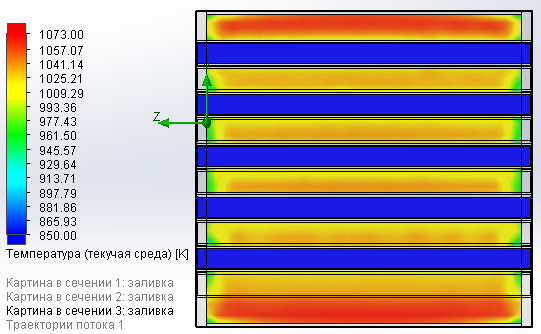 1073.00
1057.07
1041.14
1025.21
1009.29
993.36
977.43
961.50
945.57
929.64
913.71
897.79
881.86
865.93
850.00
Температура (текучая среда) [K]
Картина в сечении 1: заливка
Картина в сечении 2: заливка
Картина в сечении 3: заливка
Траектории потока 1
Z